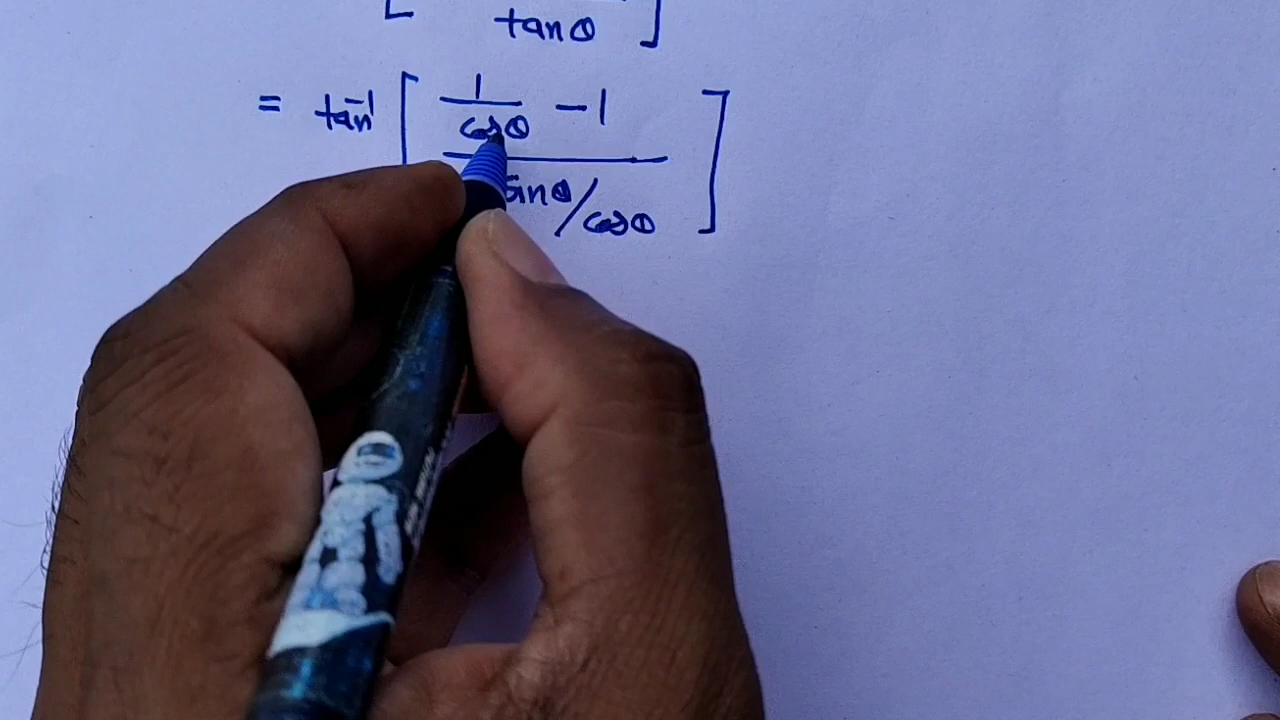 [ tanθ ]
= tan⁻¹ [ 1/cosθ − 1
sinθ/cosθ ]